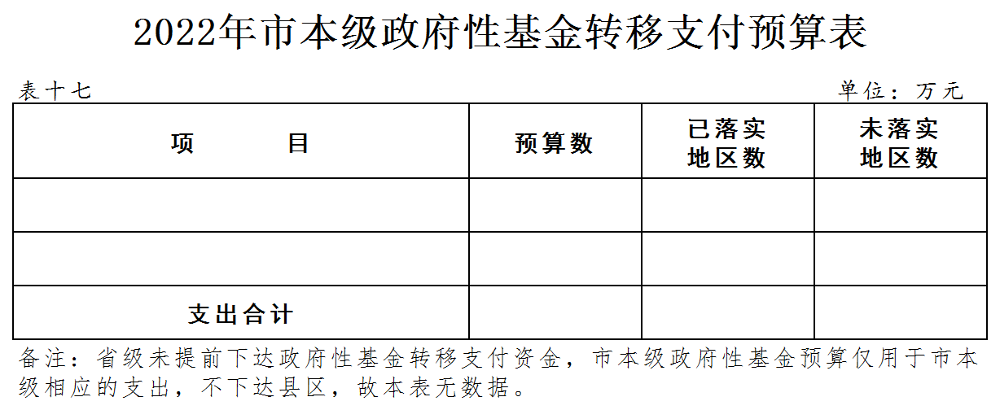 2022年市本级政府性基金转移支付预算表
表十七 单位：万元
项 目 预算数 已落实地区数 未落实地区数
支出合计
备注：省级未提前下达政府性基金转移支付资金，市本级政府性基金预算仅用于市本
级相应的支出，不下达县区，故本表无数据。